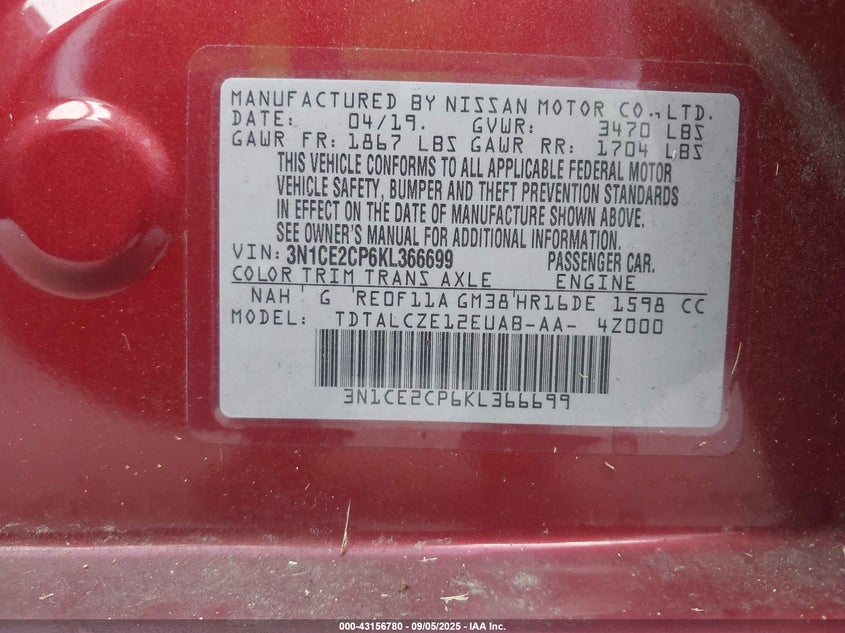 MANUFACTURED BY NISSAN MOTOR CO., LTD.
DATE: 04/19. GVWR: 3470 LBS
GAWR FR: 1867 LBS GAWR RR: 1704 LBS
THIS VEHICLE CONFORMS TO ALL APPLICABLE FEDERAL MOTOR
VEHICLE SAFETY, BUMPER AND THEFT PREVENTION STANDARDS
IN EFFECT ON THE DATE OF MANUFACTURE SHOWN ABOVE.
SEE OWNER'S MANUAL FOR ADDITIONAL INFORMATION.
VIN: 3N1CE2CP6KL366699 PASSENGER CAR.
COLOR TRIM TRANS AXLE ENGINE
NAH G RE0F11A GM38 HR16DE 1598 CC
MODEL: TDTALCZE12EUAB-AA- 4Z000
3N1CE2CP6KL366699
000-43156780 - 09/05/2025 - IAA Inc.